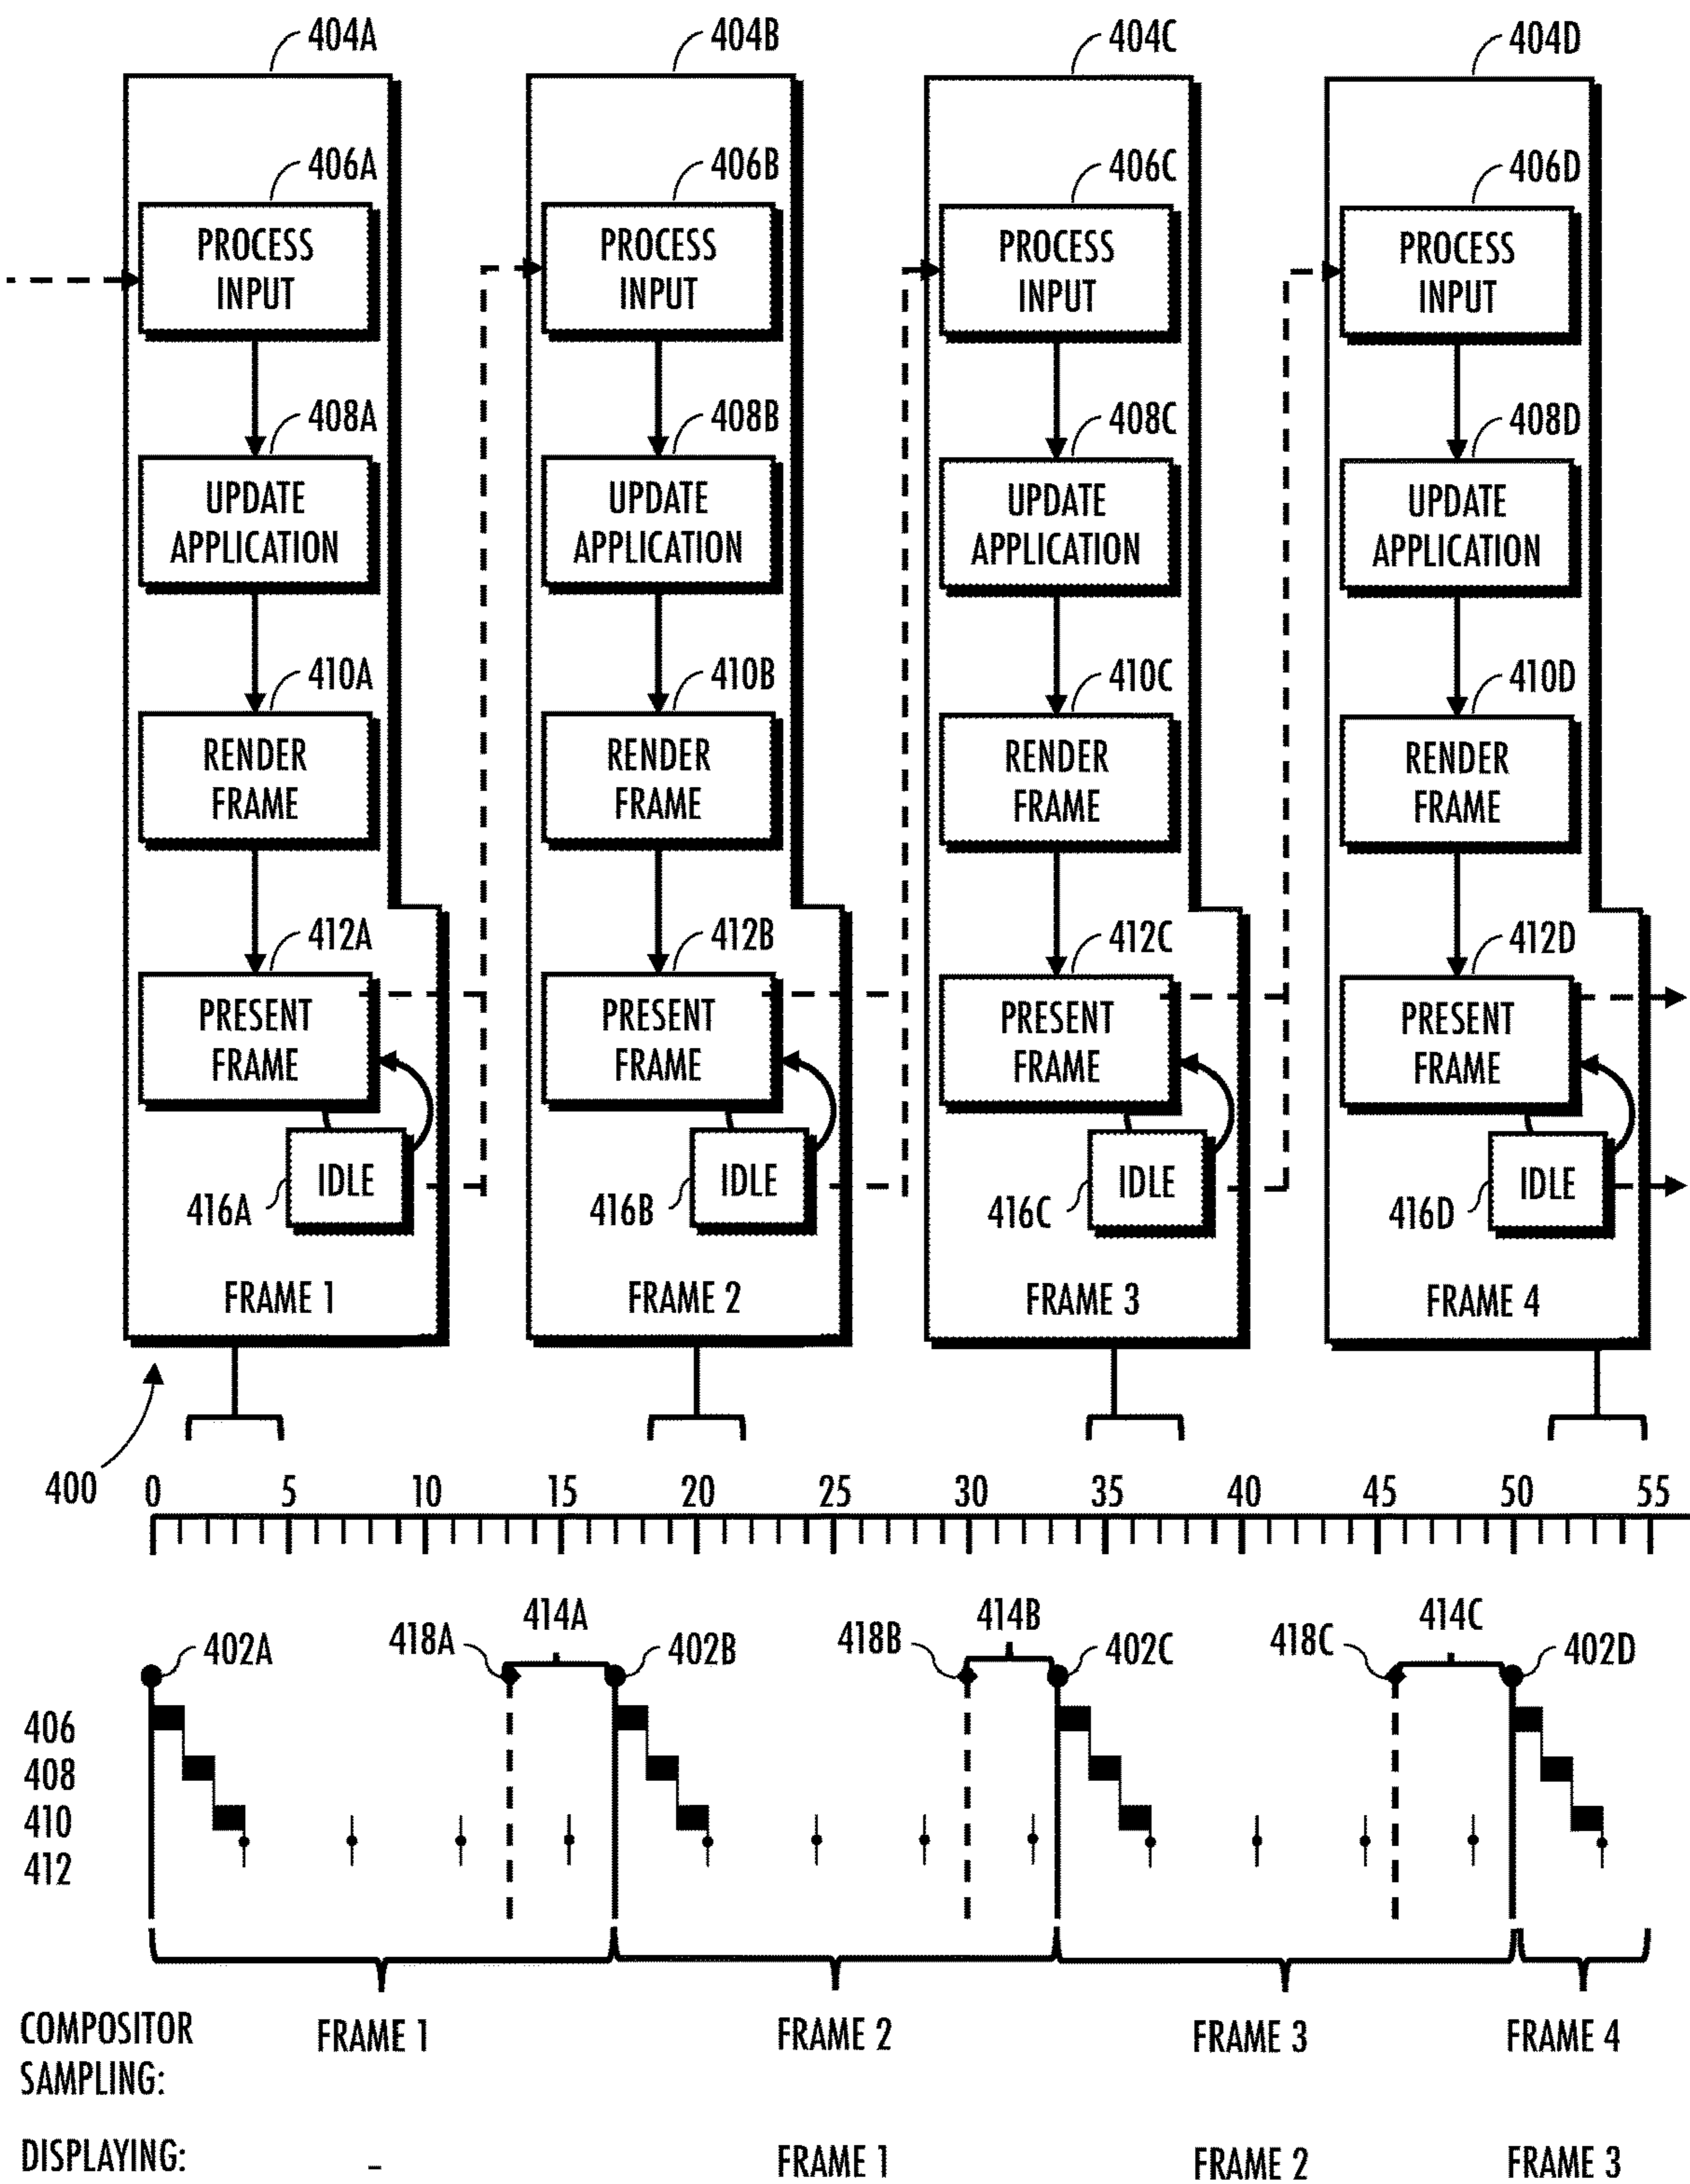 404A 404B 404C 404D
406A 406B 406C 406D
PROCESS PROCESS PROCESS PROCESS
INPUT INPUT INPUT INPUT
408A 408B 408C 408D
UPDATE UPDATE UPDATE UPDATE
APPLICATION APPLICATION APPLICATION APPLICATION
410A 410B 410C 410D
RENDER RENDER RENDER RENDER
FRAME FRAME FRAME FRAME
412A 412B 412C 412D
PRESENT PRESENT PRESENT PRESENT
FRAME FRAME FRAME FRAME
IDLE IDLE IDLE IDLE
416A 416B 416C 416D
FRAME 1 FRAME 2 FRAME 3 FRAME 4
400 0 5 10 15 20 25 30 35 40 45 50 55
414A 414B 414C
402A 418A 402B 418B 402C 418C 402D
406
408
410
412
COMPOSITOR FRAME 1 FRAME 2 FRAME 3 FRAME 4
SAMPLING:
DISPLAYING: – FRAME 1 FRAME 2 FRAME 3